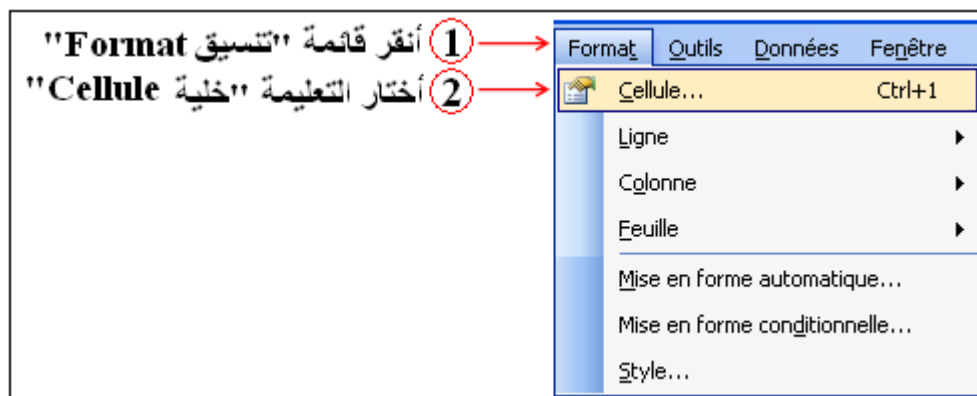 ① أنقر قائمة "تنسيق Format"
② أختار التعليمة "خلية Cellule"
Format Outils Données Fenêtre
Cellule... Ctrl+1
Ligne
Colonne
Feuille
Mise en forme automatique...
Mise en forme conditionnelle...
Style...